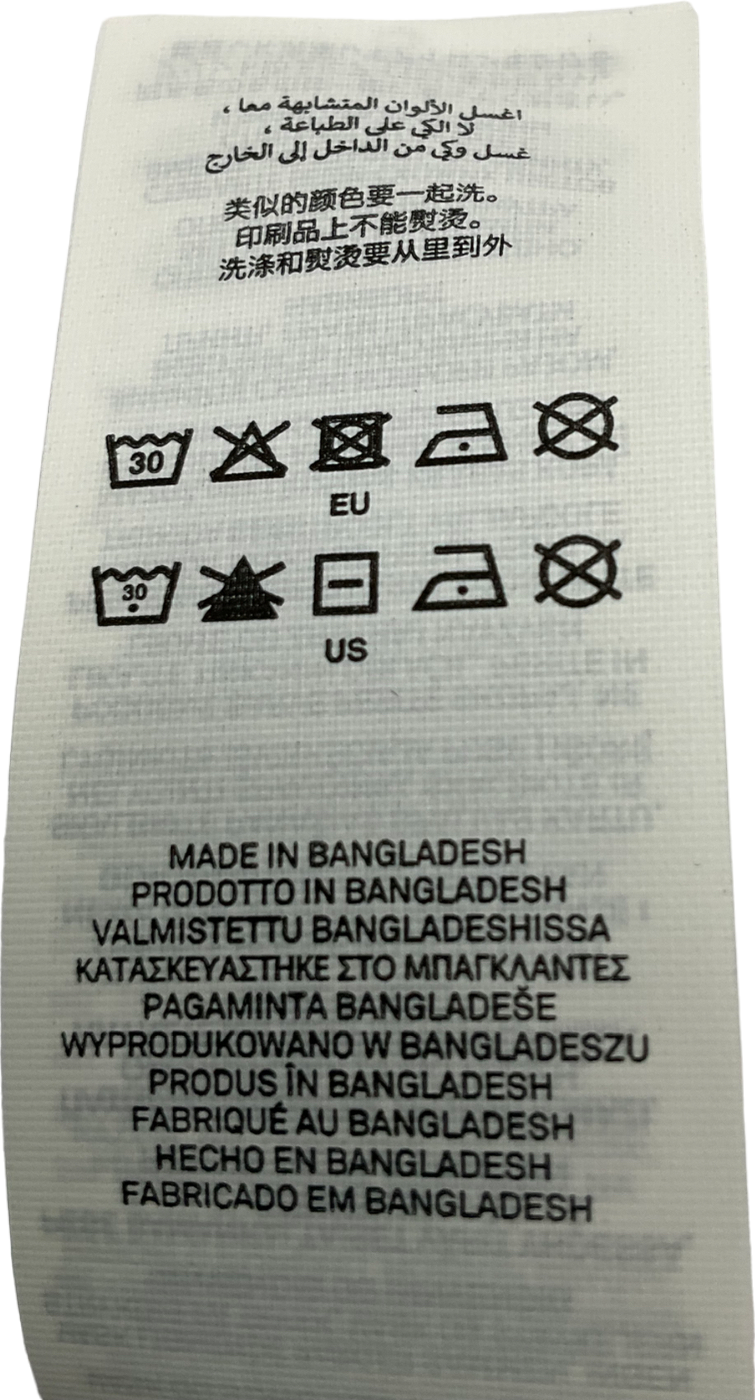 اغسل الألوان المتشابهة معا ،
لا الكي على الطباعة ،
غسل وكي من الداخل إلى الخارج
类似的颜色要一起洗。
印刷品上不能熨烫。
洗涤和熨烫要从里到外
30
EU
30
US
MADE IN BANGLADESH
PRODOTTO IN BANGLADESH
VALMISTETTU BANGLADESHISSA
ΚΑΤΑΣΚΕΥΑΣΤΗΚΕ ΣΤΟ ΜΠΑΓΚΛΑΝΤΕΣ
PAGAMINTA BANGLADEŠE
WYPRODUKOWANO W BANGLADESZU
PRODUS ÎN BANGLADESH
FABRIQUÉ AU BANGLADESH
HECHO EN BANGLADESH
FABRICADO EM BANGLADESH